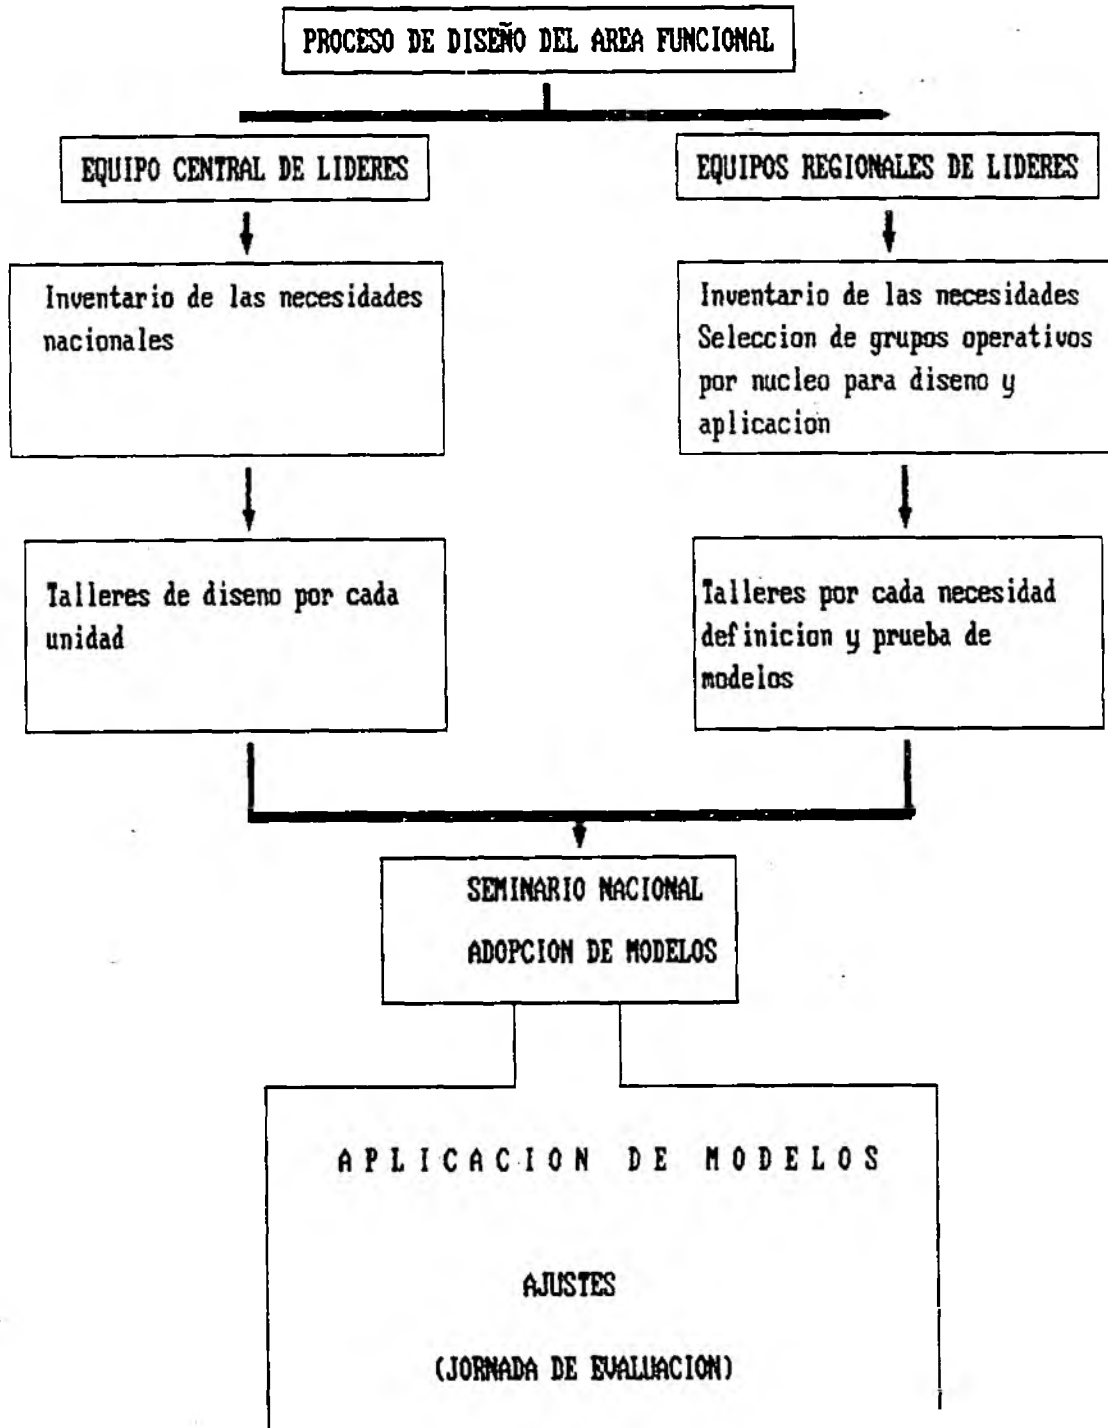 PROCESO DE DISEÑO DEL AREA FUNCIONAL
EQUIPO CENTRAL DE LIDERES
EQUIPOS REGIONALES DE LIDERES
Inventario de las necesidades
nacionales
Inventario de las necesidades
Seleccion de grupos operativos
por nucleo para diseno y
aplicacion
Talleres de diseno por cada
unidad
Talleres por cada necesidad
definicion y prueba de
modelos
SEMINARIO NACIONAL
ADOPCION DE MODELOS
APLICACION DE MODELOS
AJUSTES
(JORNADA DE EVALUACION)